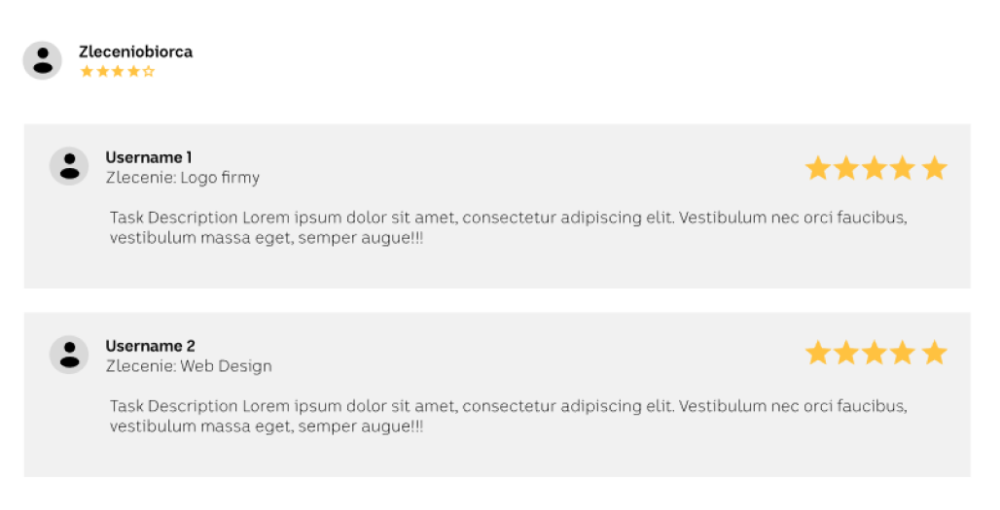 Zleceniobiorca
Username 1
Zlecenie: Logo firmy
Task Description Lorem ipsum dolor sit amet, consectetur adipiscing elit. Vestibulum nec orci faucibus,
vestibulum massa eget, semper augue!!!
Username 2
Zlecenie: Web Design
Task Description Lorem ipsum dolor sit amet, consectetur adipiscing elit. Vestibulum nec orci faucibus,
vestibulum massa eget, semper augue!!!